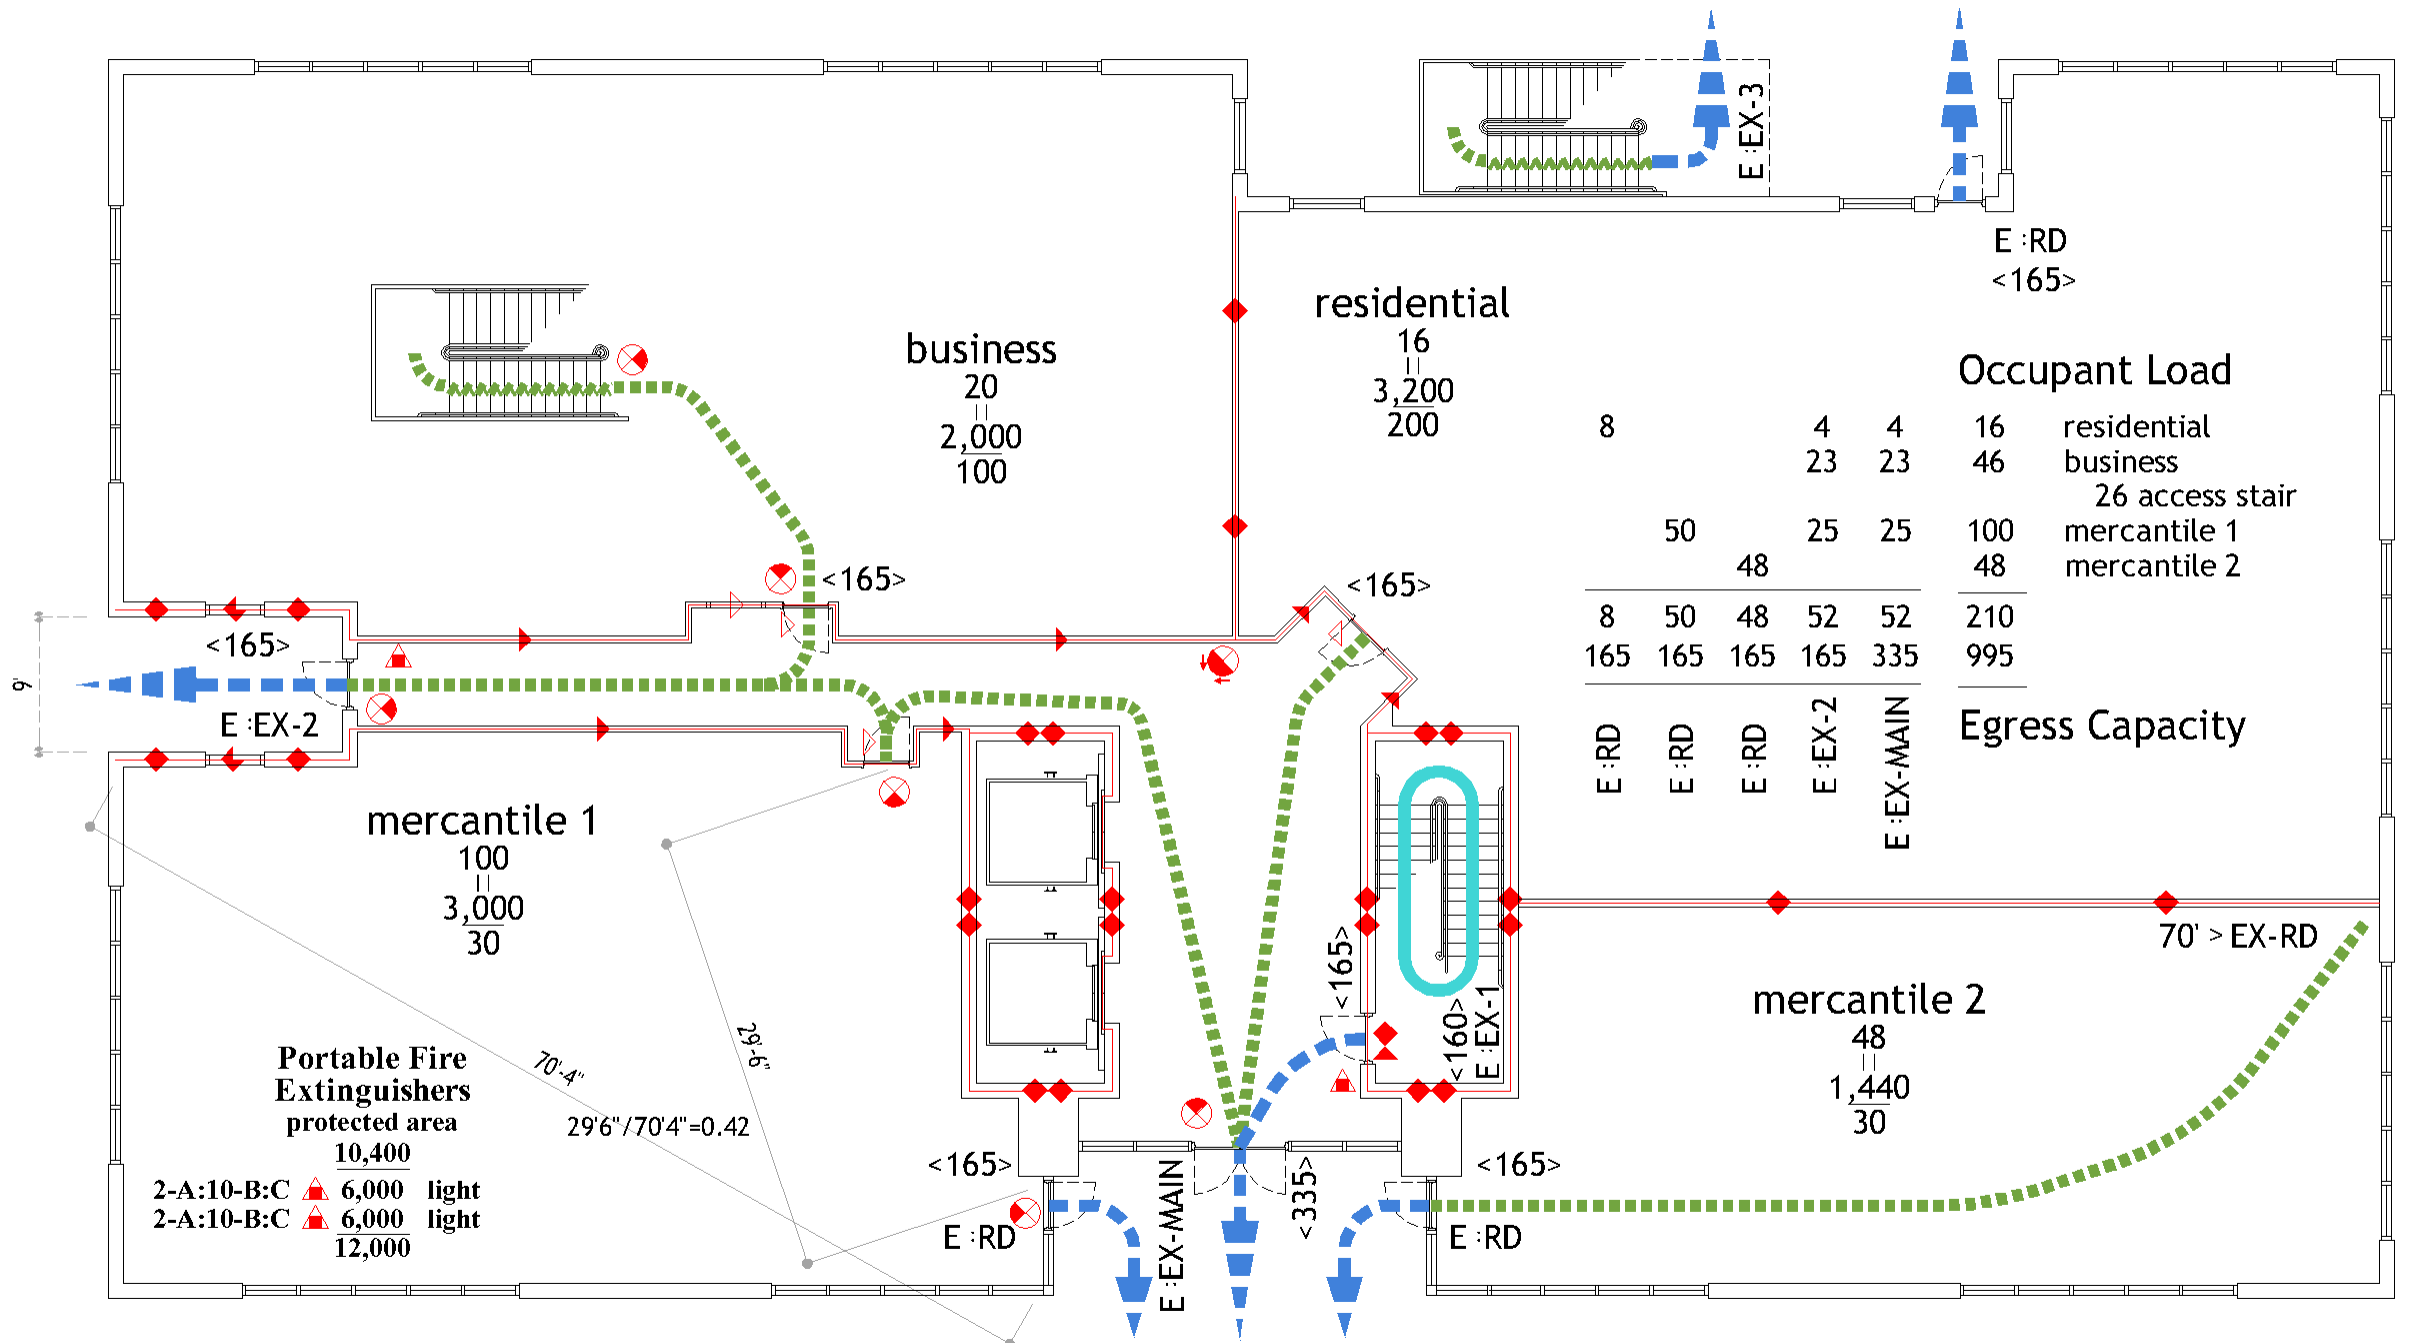 E :EX-3
E :RD
<165>
residential
16
||
3,200
200
business
20
||
2,000
100
Occupant Load
8 4 4 16 residential
23 23 46 business
26 access stair
50 25 25 100 mercantile 1
48 48 mercantile 2
8 50 48 52 52 210
165 165 165 165 335 995
E :RD
E :RD
E :RD
E :EX-2
E :EX-MAIN
Egress Capacity
<165>
<165>
<165>
9'
E :EX-2
mercantile 1
100
||
3,000
30
70' > EX-RD
mercantile 2
48
||
1,440
30
<165>
<160>
E :EX-1
29'-6"
70'-4"
29'6"/70'4"=0.42
Portable Fire
Extinguishers
protected area
10,400
2-A:10-B:C 6,000 light
2-A:10-B:C 6,000 light
12,000
<165>
E :RD
E :EX-MAIN
<335>
<165>
E :RD